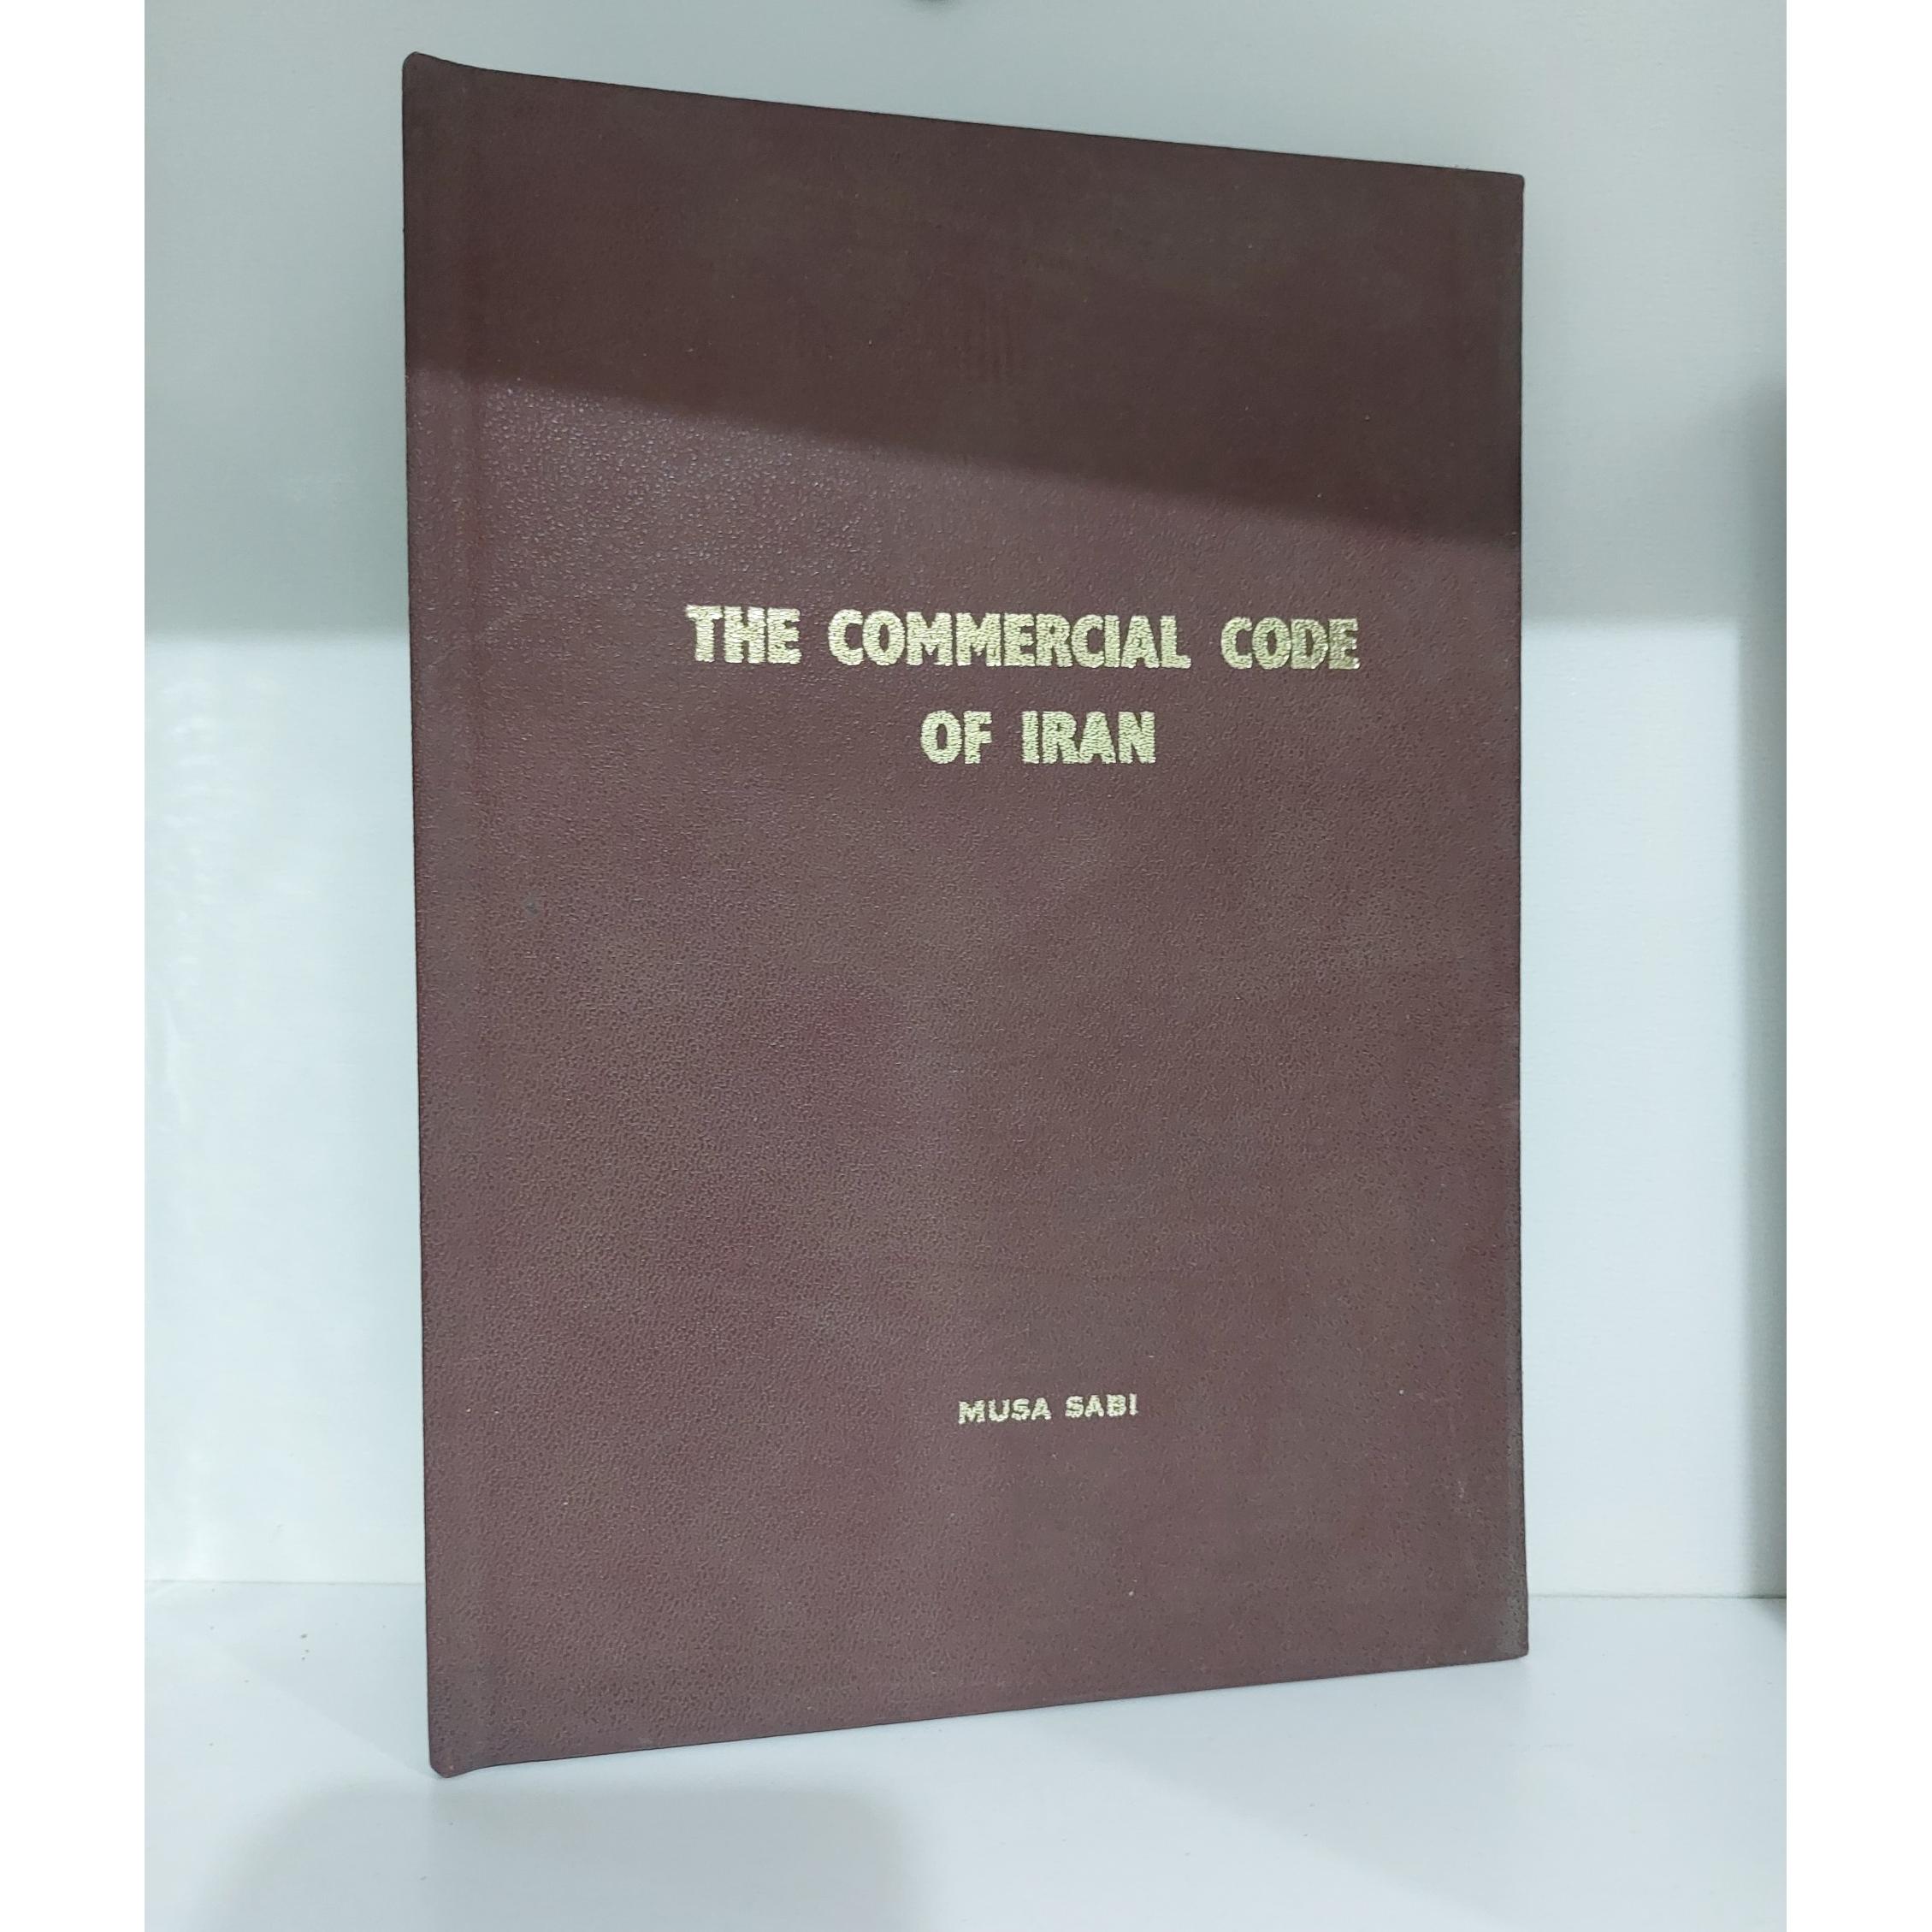 THE COMMERCIAL CODE
OF IRAN
MUSA SABI